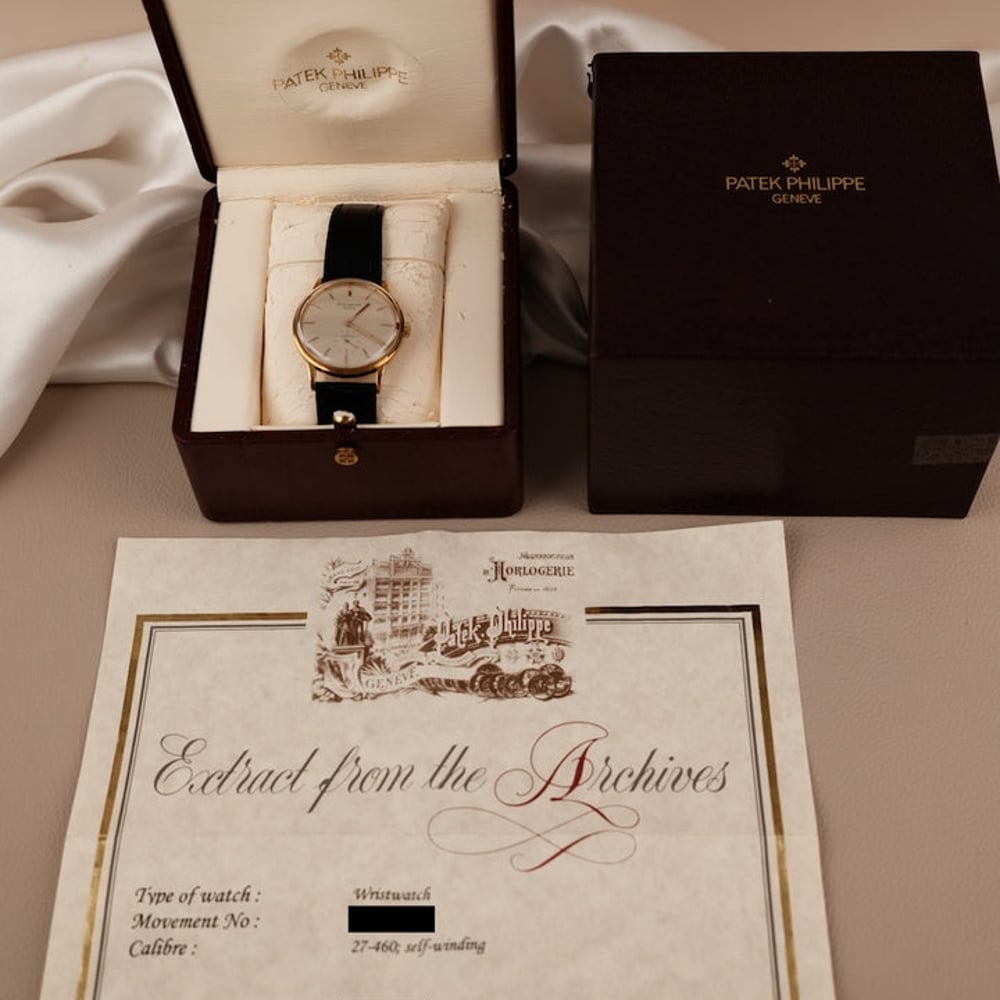 PATEK PHILIPPE
GENEVE
PATEK PHILIPPE
GENEVE
HORLOGERIE
Patek Philippe
GENÈVE
Extract from the Archives
Type of watch : Wristwatch
Movement No :
Calibre : 27-460; self-winding